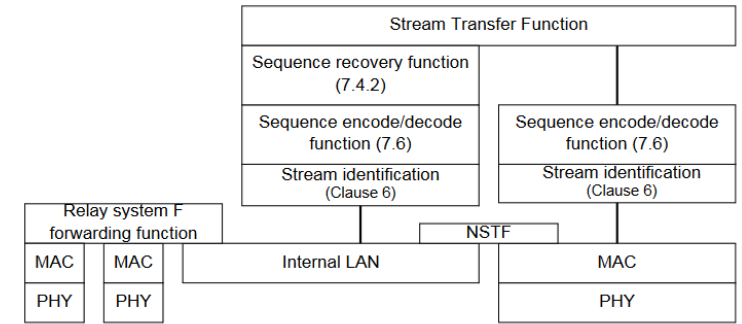 Stream Transfer Function
Sequence recovery function
(7.4.2)
Sequence encode/decode
function (7.6)
Sequence encode/decode
function (7.6)
Stream identification
(Clause 6)
Stream identification
(Clause 6)
Relay system F
forwarding function
NSTF
MAC
MAC
Internal LAN
MAC
PHY
PHY
PHY